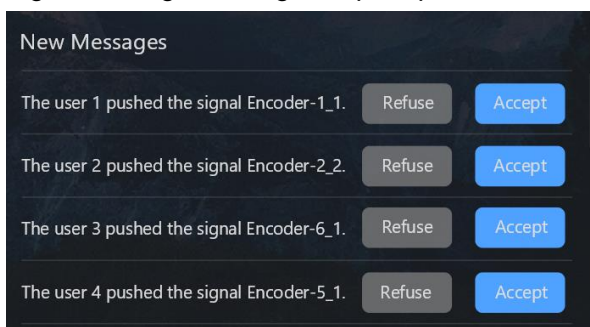 New Messages
The user 1 pushed the signal Encoder-1_1. Refuse Accept
The user 2 pushed the signal Encoder-2_2. Refuse Accept
The user 3 pushed the signal Encoder-6_1. Refuse Accept
The user 4 pushed the signal Encoder-5_1. Refuse Accept